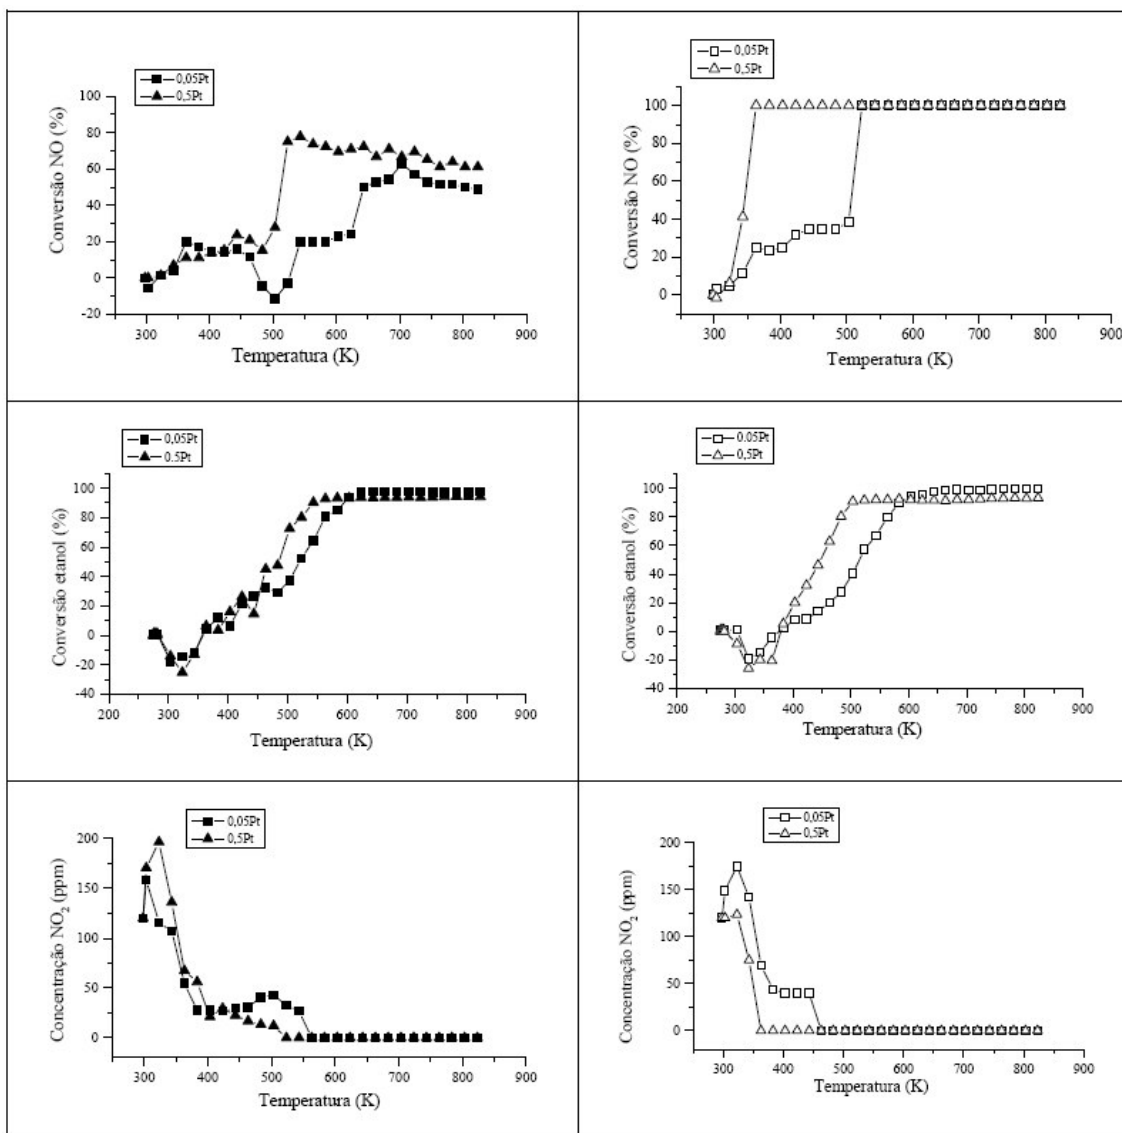 0,05Pt
0,5Pt
Conversão NO (%)
100
80
60
40
20
0
-20
300 400 500 600 700 800 900
Temperatura (K)
0,05Pt
0,5Pt
Conversão NO (%)
100
80
60
40
20
0
300 400 500 600 700 800 900
Temperatura (K)
0,05Pt
0.5Pt
Conversão etanol (%)
100
80
60
40
20
0
-20
-40
200 300 400 500 600 700 800 900
Temperatura (K)
0.05Pt
0,5Pt
Conversão etanol (%)
100
80
60
40
20
0
-20
-40
200 300 400 500 600 700 800 900
Temperatura (K)
0,05Pt
0,5Pt
Concentração NO₂ (ppm)
200
150
100
50
0
300 400 500 600 700 800 900
Temperatura (K)
0,05Pt
0,5Pt
Concentração NO₂ (ppm)
200
150
100
50
0
300 400 500 600 700 800 900
Temperatura (K)